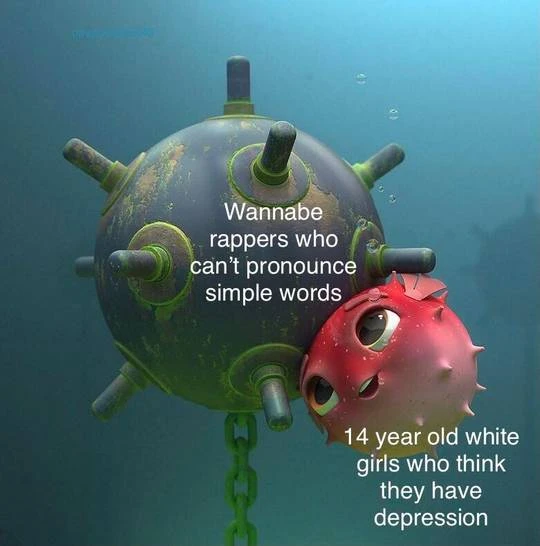 Wannabe
rappers who
can't pronounce
simple words
14 year old white
girls who think
they have
depression